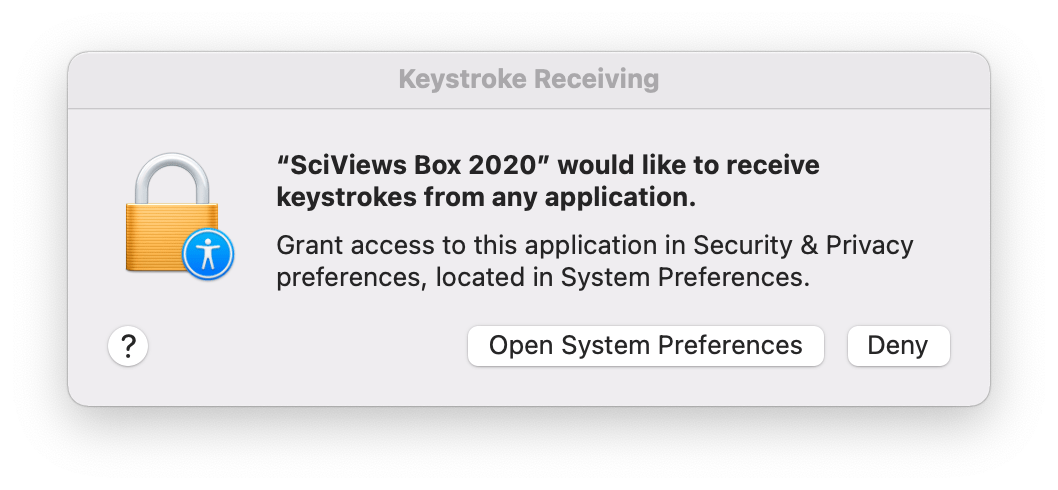 Keystroke Receiving
“SciViews Box 2020” would like to receive
keystrokes from any application.
Grant access to this application in Security & Privacy
preferences, located in System Preferences.
?
Open System Preferences
Deny